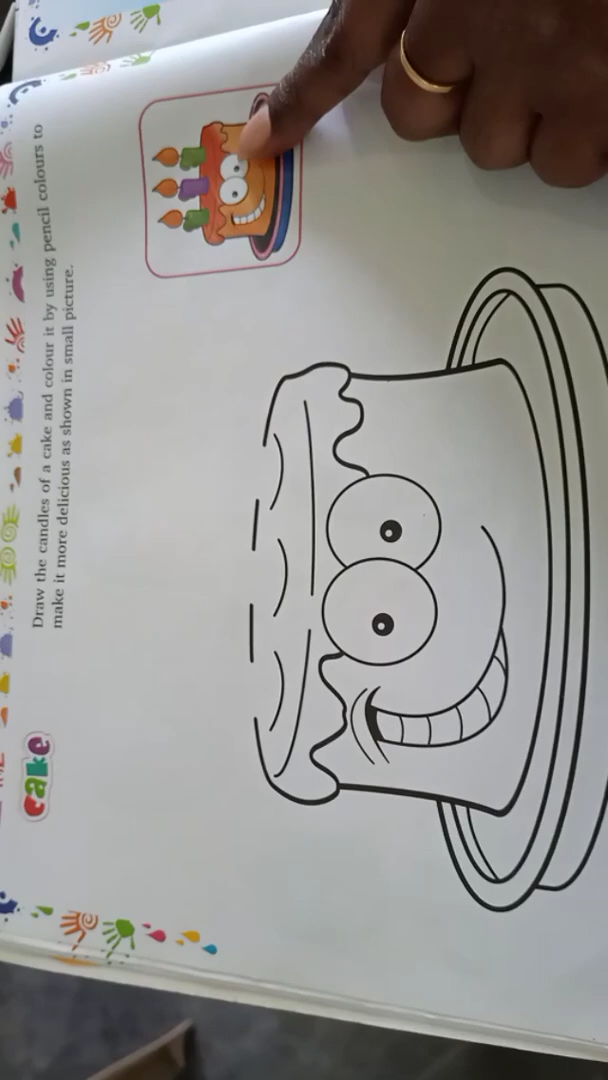 Cake
Draw the candles of a cake and colour it by using pencil colours to
make it more delicious as shown in small picture.